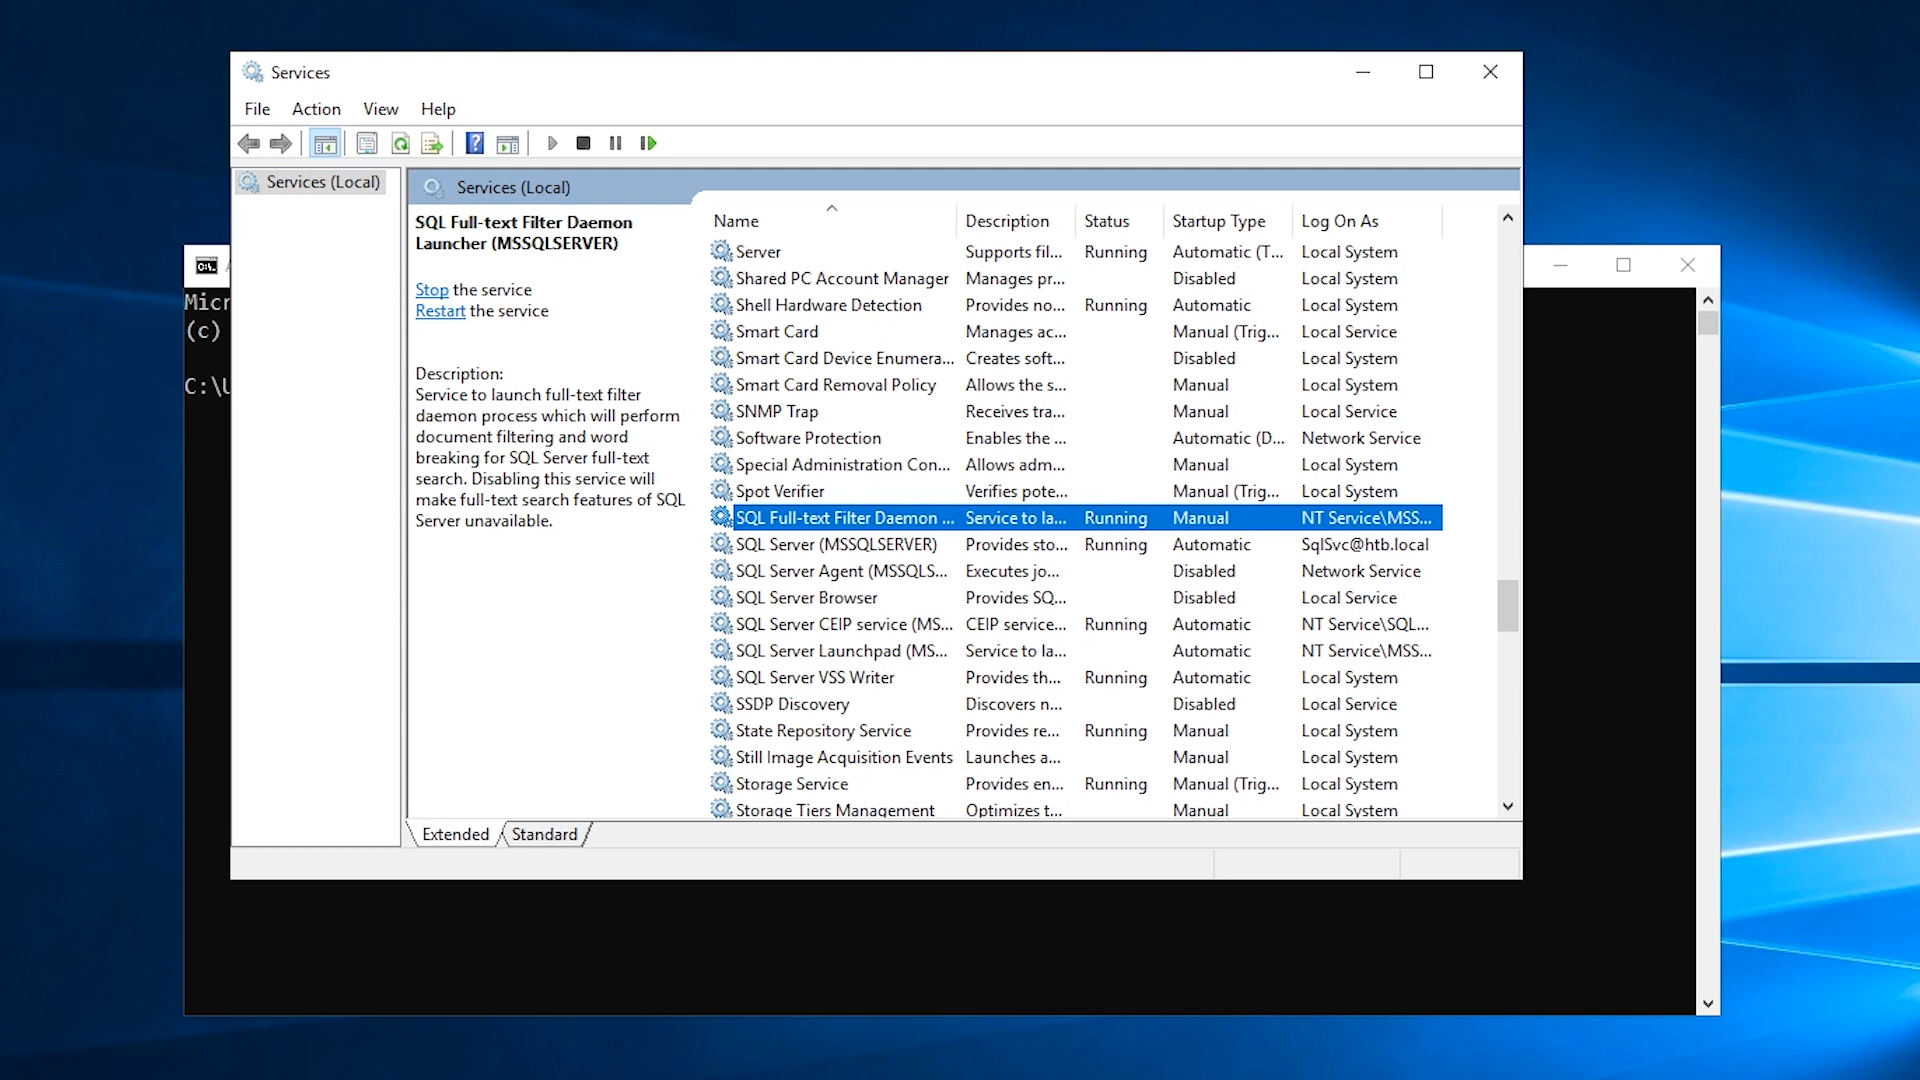 Services
File Action View Help
Services (Local)
Services (Local)
SQL Full-text Filter Daemon
Launcher (MSSQLSERVER)
Stop the service
Restart the service
Description:
Service to launch full-text filter
daemon process which will perform
document filtering and word
breaking for SQL Server full-text
search. Disabling this service will
make full-text search features of SQL
Server unavailable.
Name Description Status Startup Type Log On As
Server Supports fil... Running Automatic (T... Local System
Shared PC Account Manager Manages pr... Disabled Local System
Shell Hardware Detection Provides no... Running Automatic Local System
Smart Card Manages ac... Manual (Trig... Local Service
Smart Card Device Enumera... Creates soft... Disabled Local System
Smart Card Removal Policy Allows the s... Manual Local System
SNMP Trap Receives tra... Manual Local Service
Software Protection Enables the ... Automatic (D... Network Service
Special Administration Con... Allows adm... Manual Local System
Spot Verifier Verifies pote... Manual (Trig... Local System
SQL Full-text Filter Daemon ... Service to la... Running Manual NT Service\MSS...
SQL Server (MSSQLSERVER) Provides sto... Running Automatic SqlSvc@htb.local
SQL Server Agent (MSSQLS... Executes jo... Disabled Network Service
SQL Server Browser Provides SQ... Disabled Local Service
SQL Server CEIP service (MS... CEIP service... Running Automatic NT Service\SQL...
SQL Server Launchpad (MS... Service to la... Automatic NT Service\MSS...
SQL Server VSS Writer Provides th... Running Automatic Local System
SSDP Discovery Discovers n... Disabled Local Service
State Repository Service Provides re... Running Manual Local System
Still Image Acquisition Events Launches a... Manual Local System
Storage Service Provides en... Running Manual (Trig... Local System
Storage Tiers Management Optimizes t... Manual Local System
Extended Standard
Micr
(c)
C:\U